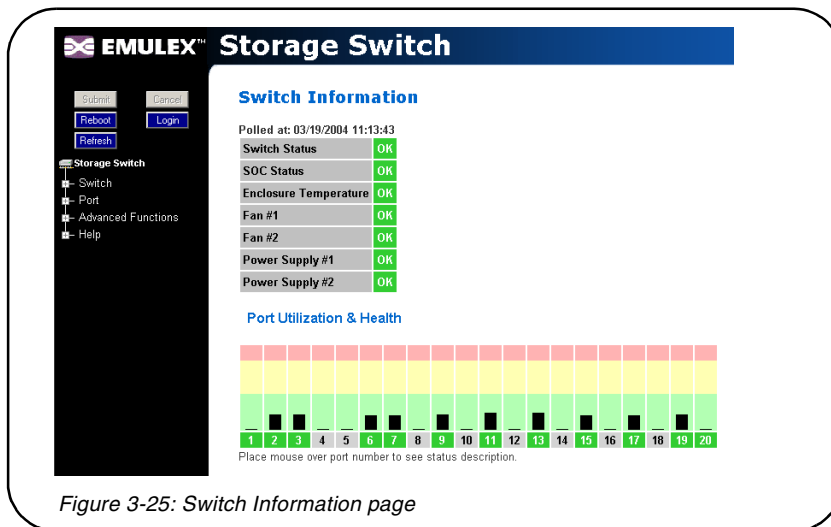 EMULEX™ Storage Switch
Submit Cancel
Reboot Login
Refresh
Storage Switch
Switch
Port
Advanced Functions
Help
Switch Information
Polled at: 03/19/2004 11:13:43
Switch Status OK
SOC Status OK
Enclosure Temperature OK
Fan #1 OK
Fan #2 OK
Power Supply #1 OK
Power Supply #2 OK
Port Utilization & Health
1 2 3 4 5 6 7 8 9 10 11 12 13 14 15 16 17 18 19 20
Place mouse over port number to see status description.
Figure 3-25: Switch Information page